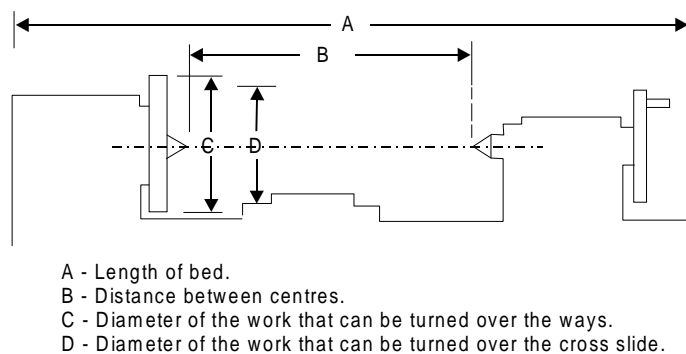 A
B
C
D
A - Length of bed.
B - Distance between centres.
C - Diameter of the work that can be turned over the ways.
D - Diameter of the work that can be turned over the cross slide.